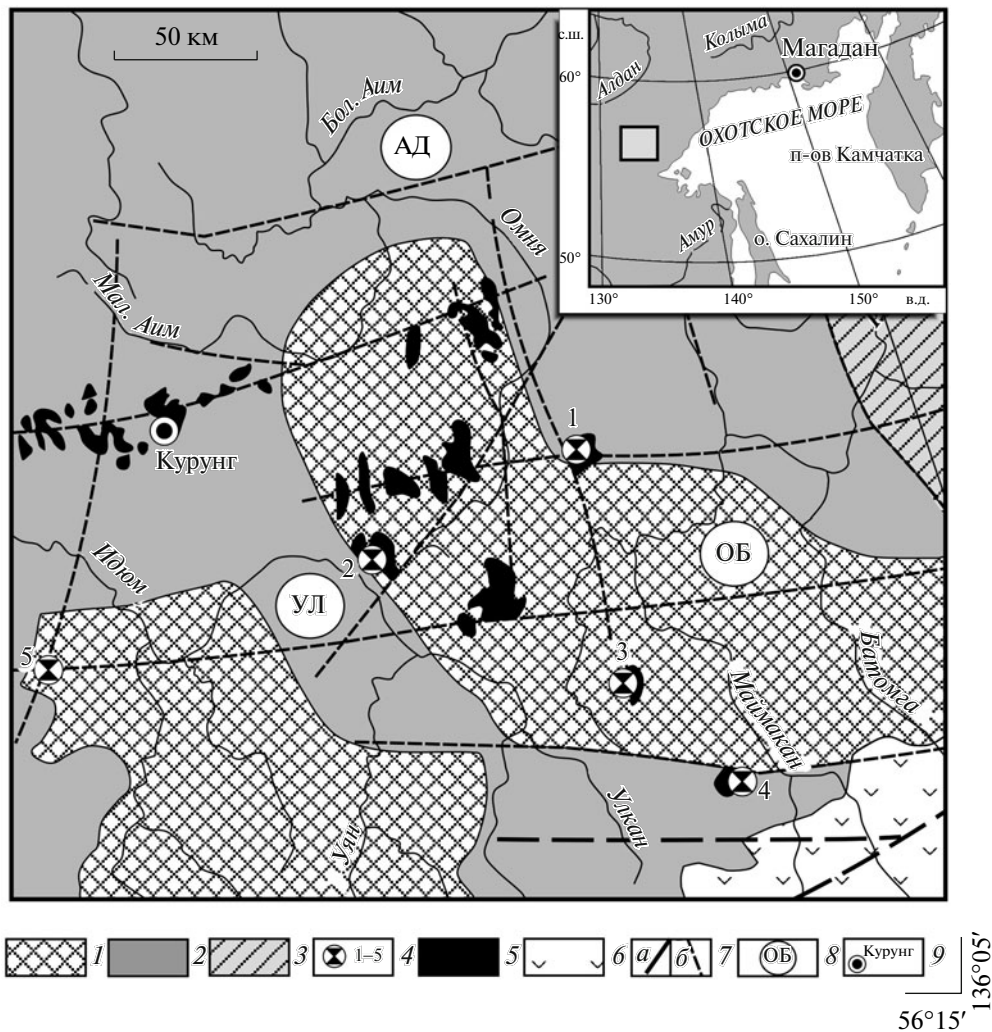 50 км
Бол. Аим
АД
Омня
Мал. Аим
Курунг
1
2
Идюм
УЛ
ОБ
5
3
Маймакан
Батомга
4
Улкан
Уян
с.ш.
60°
50°
130°
140°
150°
в.д.
Колыма
Магадан
Алдан
ОХОТСКОЕ МОРЕ
п-ов Камчатка
Амур
о. Сахалин
1
2
3
1–5
4
5
6
а
б
7
ОБ
8
Курунг
9
136°05′
56°15′